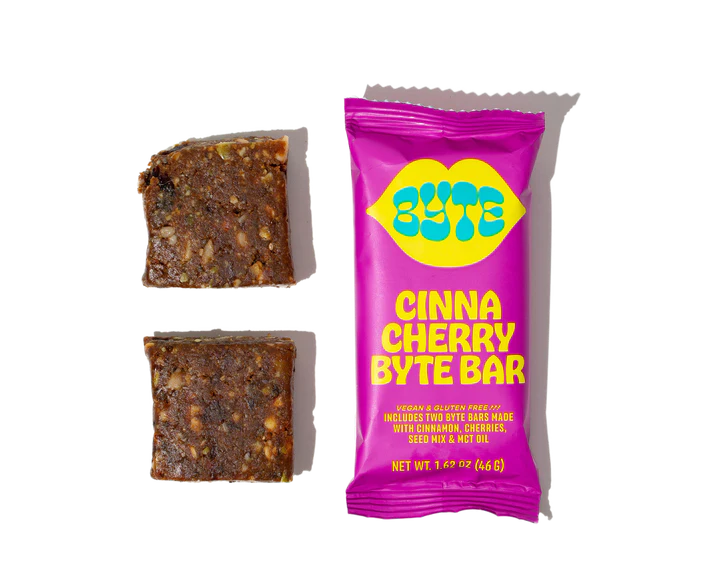 BYTE
CINNA
CHERRY
BYTE BAR
VEGAN & GLUTEN FREE !!!
INCLUDES TWO BYTE BARS MADE
WITH CINNAMON, CHERRIES,
SEED MIX & MCT OIL
NET WT. 1.62 OZ (46 G)